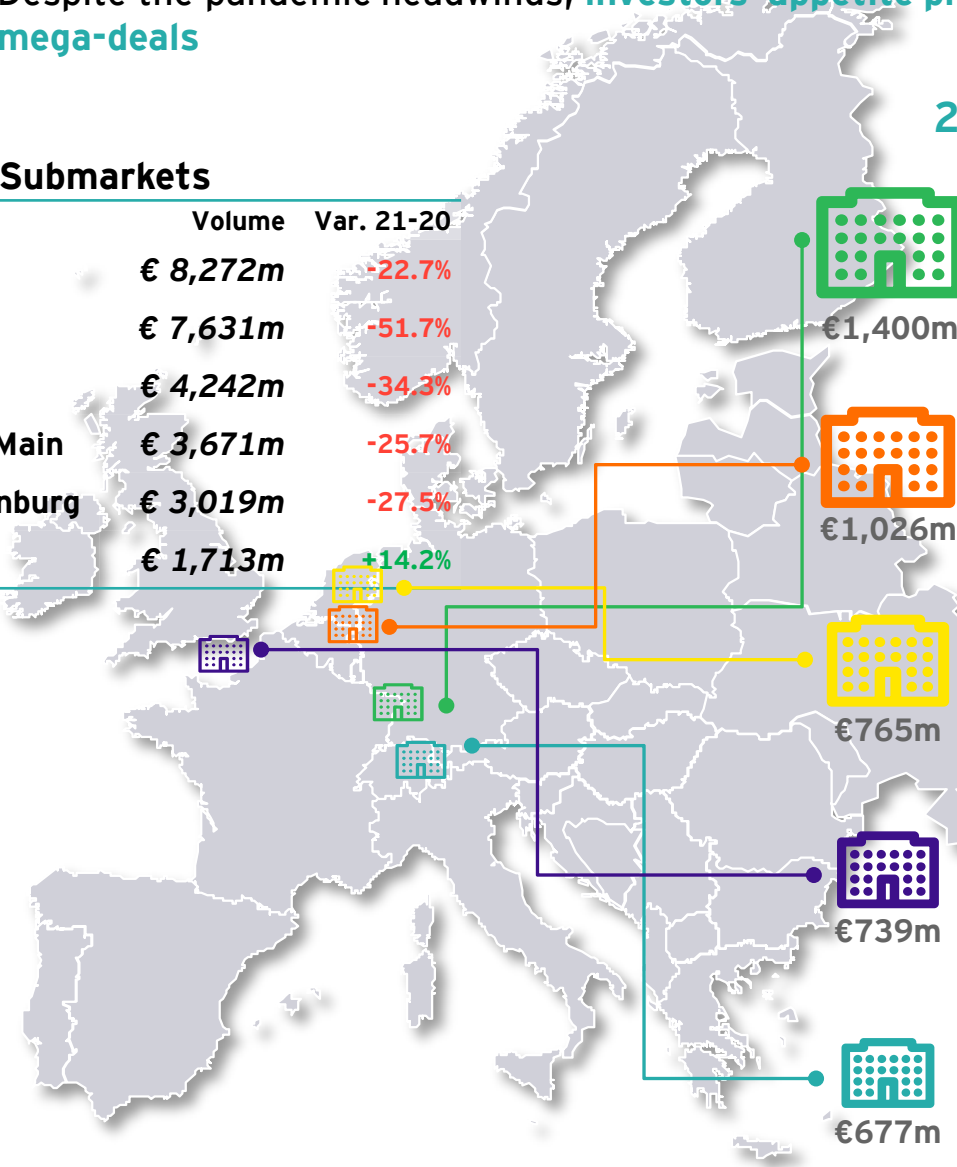 mega-deals
2
Submarkets
Volume Var. 21-20
€ 8,272m -22.7%
€ 7,631m -51.7%
€ 4,242m -34.3%
Main € 3,671m -25.7%
nburg € 3,019m -27.5%
€ 1,713m +14.2%
€1,400m
€1,026m
€765m
€739m
€677m